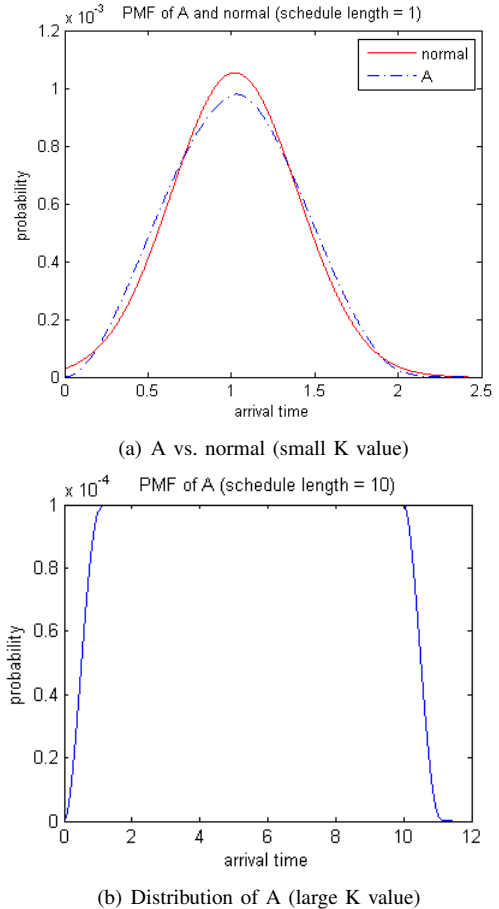 PMF of A and normal (schedule length = 1)
x 10^-3
1.2
1
0.8
0.6
0.4
0.2
0
probability
normal
A
0 0.5 1 1.5 2 2.5
arrival time
(a) A vs. normal (small K value)
PMF of A (schedule length = 10)
x 10^-4
1
0.8
0.6
0.4
0.2
0
probability
0 2 4 6 8 10 12
arrival time
(b) Distribution of A (large K value)